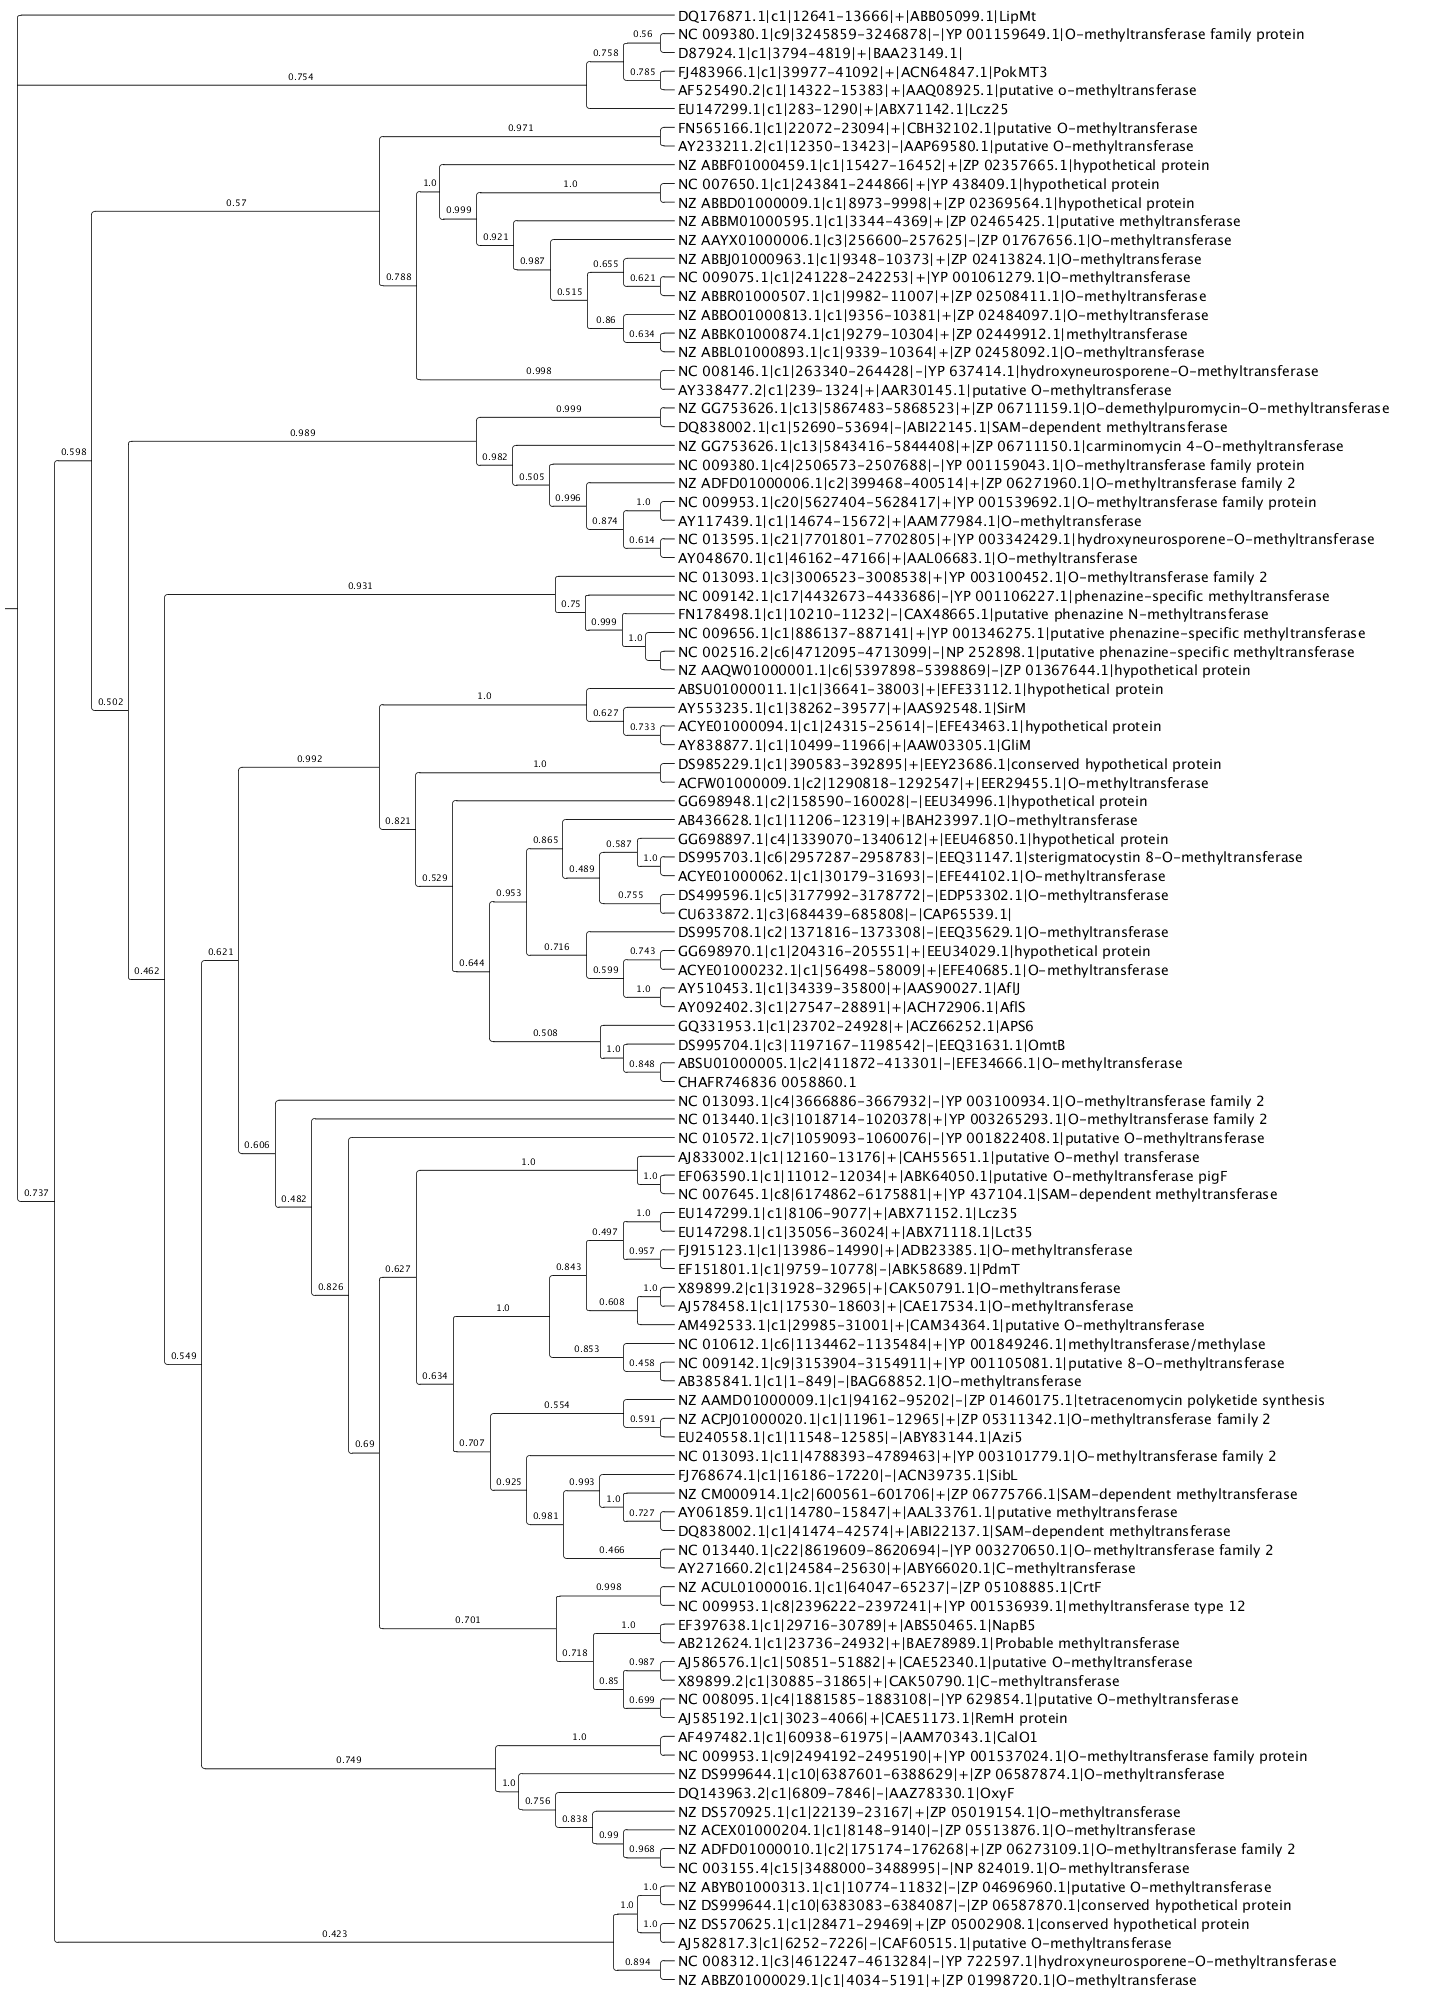 DQ176871.1|c1|12641-13666|+|ABB05099.1|LipMt
0.56 NC 009380.1|c9|3245859-3246878|-|YP 001159649.1|O-methyltransferase family protein
0.758 D87924.1|c1|3794-4819|+|BAA23149.1|
0.754 0.785 FJ483966.1|c1|39977-41092|+|ACN64847.1|PokMT3
AF525490.2|c1|14322-15383|+|AAQ08925.1|putative o-methyltransferase
EU147299.1|c1|283-1290|+|ABX71142.1|Lcz25
0.971 FN565166.1|c1|22072-23094|+|CBH32102.1|putative O-methyltransferase
AY233211.2|c1|12350-13423|-|AAP69580.1|putative O-methyltransferase
NZ ABBF01000459.1|c1|15427-16452|+|ZP 02357665.1|hypothetical protein
1.0 1.0 NC 007650.1|c1|243841-244866|+|YP 438409.1|hypothetical protein
0.57 0.999 NZ ABBD01000009.1|c1|8973-9998|+|ZP 02369564.1|hypothetical protein
NZ ABBM01000595.1|c1|3344-4369|+|ZP 02465425.1|putative methyltransferase
0.921 NZ AAYX01000006.1|c3|256600-257625|-|ZP 01767656.1|O-methyltransferase
0.987 0.655 NZ ABBJ01000963.1|c1|9348-10373|+|ZP 02413824.1|O-methyltransferase
0.788 0.621 NC 009075.1|c1|241228-242253|+|YP 001061279.1|O-methyltransferase
0.515 NZ ABBR01000507.1|c1|9982-11007|+|ZP 02508411.1|O-methyltransferase
0.86 NZ ABBO01000813.1|c1|9356-10381|+|ZP 02484097.1|O-methyltransferase
0.634 NZ ABBK01000874.1|c1|9279-10304|+|ZP 02449912.1|methyltransferase
NZ ABBL01000893.1|c1|9339-10364|+|ZP 02458092.1|O-methyltransferase
0.998 NC 008146.1|c1|263340-264428|-|YP 637414.1|hydroxyneurosporene-O-methyltransferase
AY338477.2|c1|239-1324|+|AAR30145.1|putative O-methyltransferase
0.999 NZ GG753626.1|c13|5867483-5868523|+|ZP 06711159.1|O-demethylpuromycin-O-methyltransferase
0.989 DQ838002.1|c1|52690-53694|-|ABI22145.1|SAM-dependent methyltransferase
0.598 0.982 NZ GG753626.1|c13|5843416-5844408|+|ZP 06711150.1|carminomycin 4-O-methyltransferase
0.505 NC 009380.1|c4|2506573-2507688|-|YP 001159043.1|O-methyltransferase family protein
0.996 NZ ADFD01000006.1|c2|399468-400514|+|ZP 06271960.1|O-methyltransferase family 2
1.0 NC 009953.1|c20|5627404-5628417|+|YP 001539692.1|O-methyltransferase family protein
0.874 AY117439.1|c1|14674-15672|+|AAM77984.1|O-methyltransferase
0.614 NC 013595.1|c21|7701801-7702805|+|YP 003342429.1|hydroxyneurosporene-O-methyltransferase
AY048670.1|c1|46162-47166|+|AAL06683.1|O-methyltransferase
0.931 NC 013093.1|c3|3006523-3008538|+|YP 003100452.1|O-methyltransferase family 2
0.75 NC 009142.1|c17|4432673-4433686|-|YP 001106227.1|phenazine-specific methyltransferase
0.999 FN178498.1|c1|10210-11232|-|CAX48665.1|putative phenazine N-methyltransferase
1.0 NC 009656.1|c1|886137-887141|+|YP 001346275.1|putative phenazine-specific methyltransferase
NC 002516.2|c6|4712095-4713099|-|NP 252898.1|putative phenazine-specific methyltransferase
NZ AAQW01000001.1|c6|5397898-5398869|-|ZP 01367644.1|hypothetical protein
0.502 1.0 ABSU01000011.1|c1|36641-38003|+|EFE33112.1|hypothetical protein
0.627 AY553235.1|c1|38262-39577|+|AAS92548.1|SirM
0.733 ACYE01000094.1|c1|24315-25614|-|EFE43463.1|hypothetical protein
AY838877.1|c1|10499-11966|+|AAW03305.1|GliM
0.992 1.0 DS985229.1|c1|390583-392895|+|EEY23686.1|conserved hypothetical protein
ACFW01000009.1|c2|1290818-1292547|+|EER29455.1|O-methyltransferase
GG698948.1|c2|158590-160028|-|EEU34996.1|hypothetical protein
0.821 AB436628.1|c1|11206-12319|+|BAH23997.1|O-methyltransferase
0.865 0.587 GG698897.1|c4|1339070-1340612|+|EEU46850.1|hypothetical protein
1.0 DS995703.1|c6|2957287-2958783|-|EEQ31147.1|sterigmatocystin 8-O-methyltransferase
0.529 0.489 ACYE01000062.1|c1|30179-31693|-|EFE44102.1|O-methyltransferase
0.953 0.755 DS499596.1|c5|3177992-3178772|-|EDP53302.1|O-methyltransferase
CU633872.1|c3|684439-685808|-|CAP65539.1|
DS995708.1|c2|1371816-1373308|-|EEQ35629.1|O-methyltransferase
0.621 0.716 0.743 GG698970.1|c1|204316-205551|+|EEU34029.1|hypothetical protein
0.462 0.644 0.599 ACYE01000232.1|c1|56498-58009|+|EFE40685.1|O-methyltransferase
1.0 AY510453.1|c1|34339-35800|+|AAS90027.1|AflJ
AY092402.3|c1|27547-28891|+|ACH72906.1|AflS
0.508 GQ331953.1|c1|23702-24928|+|ACZ66252.1|APS6
1.0 DS995704.1|c3|1197167-1198542|-|EEQ31631.1|OmtB
0.848 ABSU01000005.1|c2|411872-413301|-|EFE34666.1|O-methyltransferase
CHAFR746836 0058860.1
NC 013093.1|c4|3666886-3667932|-|YP 003100934.1|O-methyltransferase family 2
NC 013440.1|c3|1018714-1020378|+|YP 003265293.1|O-methyltransferase family 2
0.606 NC 010572.1|c7|1059093-1060076|-|YP 001822408.1|putative O-methyltransferase
1.0 AJ833002.1|c1|12160-13176|+|CAH55651.1|putative O-methyl transferase
1.0 EF063590.1|c1|11012-12034|+|ABK64050.1|putative O-methyltransferase pigF
0.737 0.482 NC 007645.1|c8|6174862-6175881|+|YP 437104.1|SAM-dependent methyltransferase
1.0 EU147299.1|c1|8106-9077|+|ABX71152.1|Lcz35
0.497 EU147298.1|c1|35056-36024|+|ABX71118.1|Lct35
0.957 FJ915123.1|c1|13986-14990|+|ADB23385.1|O-methyltransferase
0.627 0.843 EF151801.1|c1|9759-10778|-|ABK58689.1|PdmT
0.826 1.0 X89899.2|c1|31928-32965|+|CAK50791.1|O-methyltransferase
1.0 0.608 AJ578458.1|c1|17530-18603|+|CAE17534.1|O-methyltransferase
AM492533.1|c1|29985-31001|+|CAM34364.1|putative O-methyltransferase
0.853 NC 010612.1|c6|1134462-1135484|+|YP 001849246.1|methyltransferase/methylase
0.549 0.458 NC 009142.1|c9|3153904-3154911|+|YP 001105081.1|putative 8-O-methyltransferase
0.634 AB385841.1|c1|1-849|-|BAG68852.1|O-methyltransferase
0.554 NZ AAMD01000009.1|c1|94162-95202|-|ZP 01460175.1|tetracenomycin polyketide synthesis
0.591 NZ ACPJ01000020.1|c1|11961-12965|+|ZP 05311342.1|O-methyltransferase family 2
0.69 0.707 EU240558.1|c1|11548-12585|-|ABY83144.1|Azi5
NC 013093.1|c11|4788393-4789463|+|YP 003101779.1|O-methyltransferase family 2
0.925 0.993 FJ768674.1|c1|16186-17220|-|ACN39735.1|SibL
1.0 NZ CM000914.1|c2|600561-601706|+|ZP 06775766.1|SAM-dependent methyltransferase
0.981 0.727 AY061859.1|c1|14780-15847|+|AAL33761.1|putative methyltransferase
DQ838002.1|c1|41474-42574|+|ABI22137.1|SAM-dependent methyltransferase
0.466 NC 013440.1|c22|8619609-8620694|-|YP 003270650.1|O-methyltransferase family 2
AY271660.2|c1|24584-25630|+|ABY66020.1|C-methyltransferase
0.998 NZ ACUL01000016.1|c1|64047-65237|-|ZP 05108885.1|CrtF
NC 009953.1|c8|2396222-2397241|+|YP 001536939.1|methyltransferase type 12
0.701 1.0 EF397638.1|c1|29716-30789|+|ABS50465.1|NapB5
0.718 AB212624.1|c1|23736-24932|+|BAE78989.1|Probable methyltransferase
0.987 AJ586576.1|c1|50851-51882|+|CAE52340.1|putative O-methyltransferase
0.85 X89899.2|c1|30885-31865|+|CAK50790.1|C-methyltransferase
0.699 NC 008095.1|c4|1881585-1883108|-|YP 629854.1|putative O-methyltransferase
AJ585192.1|c1|3023-4066|+|CAE51173.1|RemH protein
1.0 AF497482.1|c1|60938-61975|-|AAM70343.1|CalO1
0.749 NC 009953.1|c9|2494192-2495190|+|YP 001537024.1|O-methyltransferase family protein
1.0 NZ DS999644.1|c10|6387601-6388629|+|ZP 06587874.1|O-methyltransferase
0.756 DQ143963.2|c1|6809-7846|-|AAZ78330.1|OxyF
0.838 NZ DS570925.1|c1|22139-23167|+|ZP 05019154.1|O-methyltransferase
0.99 NZ ACEX01000204.1|c1|8148-9140|-|ZP 05513876.1|O-methyltransferase
0.968 NZ ADFD01000010.1|c2|175174-176268|+|ZP 06273109.1|O-methyltransferase family 2
NC 003155.4|c15|3488000-3488995|-|NP 824019.1|O-methyltransferase
1.0 NZ ABYB01000313.1|c1|10774-11832|-|ZP 04696960.1|putative O-methyltransferase
1.0 NZ DS999644.1|c10|6383083-6384087|-|ZP 06587870.1|conserved hypothetical protein
1.0 NZ DS570625.1|c1|28471-29469|+|ZP 05002908.1|conserved hypothetical protein
0.423 AJ582817.3|c1|6252-7226|-|CAF60515.1|putative O-methyltransferase
0.894 NC 008312.1|c3|4612247-4613284|-|YP 722597.1|hydroxyneurosporene-O-methyltransferase
NZ ABBZ01000029.1|c1|4034-5191|+|ZP 01998720.1|O-methyltransferase